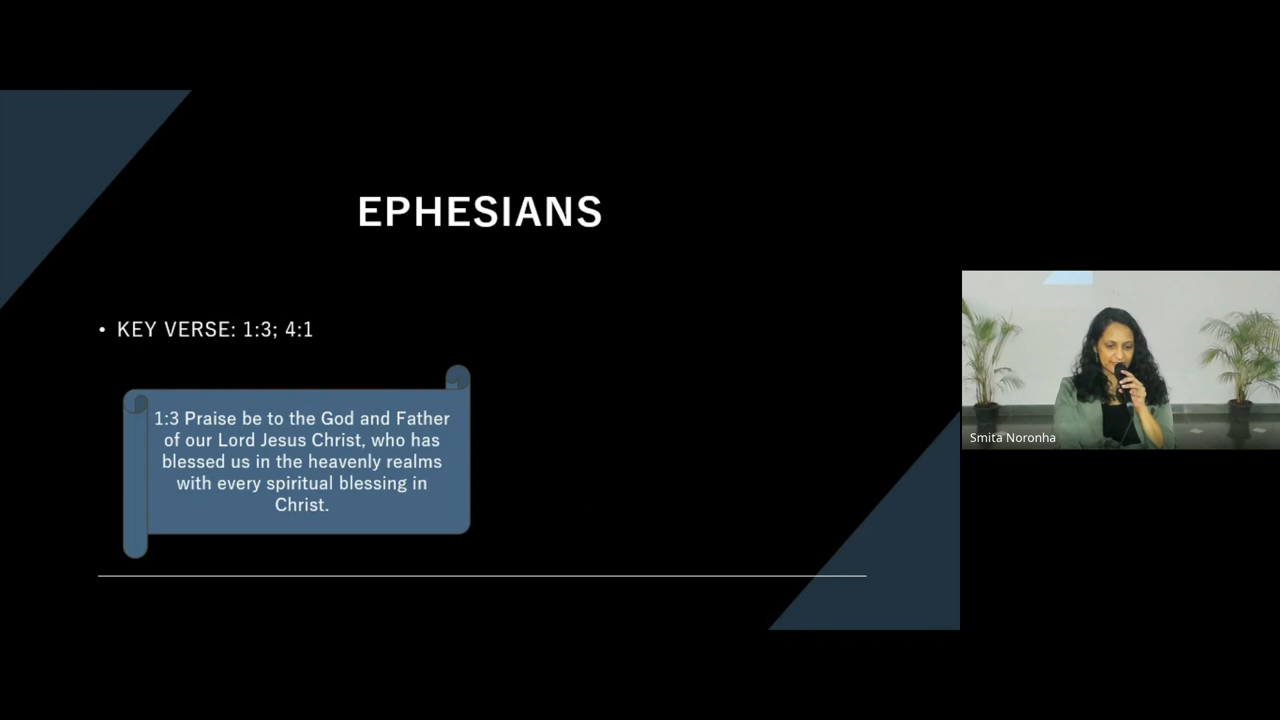 EPHESIANS
• KEY VERSE: 1:3; 4:1
1:3 Praise be to the God and Father
of our Lord Jesus Christ, who has
blessed us in the heavenly realms
with every spiritual blessing in
Christ.
Smita Noronha